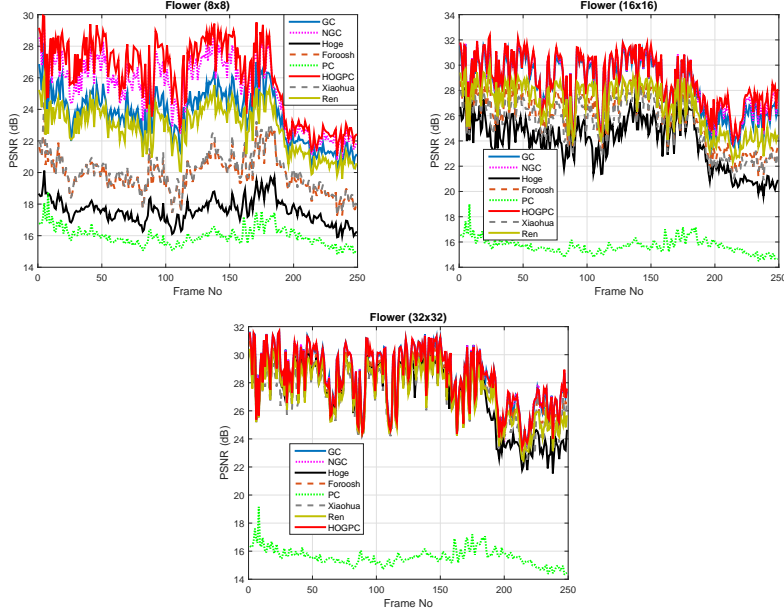 Flower (8x8)
PSNR (dB)
30
28
26
24
22
20
18
16
14
0
50
100
150
200
250
Frame No
GC
NGC
Hoge
Foroosh
PC
HOGPC
Xiaohua
Ren
Flower (16x16)
PSNR (dB)
34
32
30
28
26
24
22
20
18
16
14
0
50
100
150
200
250
Frame No
GC
NGC
Hoge
Foroosh
PC
HOGPC
Xiaohua
Ren
Flower (32x32)
PSNR (dB)
32
30
28
26
24
22
20
18
16
14
0
50
100
150
200
250
Frame No
GC
NGC
Hoge
Foroosh
PC
Xiaohua
Ren
HOGPC